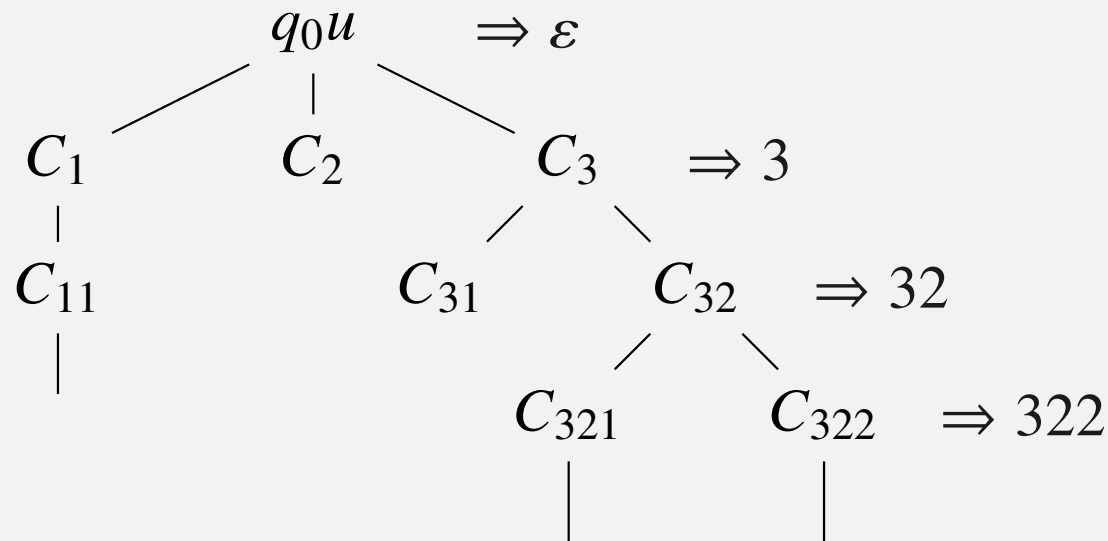 q₀u ⇒ ε
C₁ C₂ C₃ ⇒ 3
C₁₁ C₃₁ C₃₂ ⇒ 32
C₃₂₁ C₃₂₂ ⇒ 322